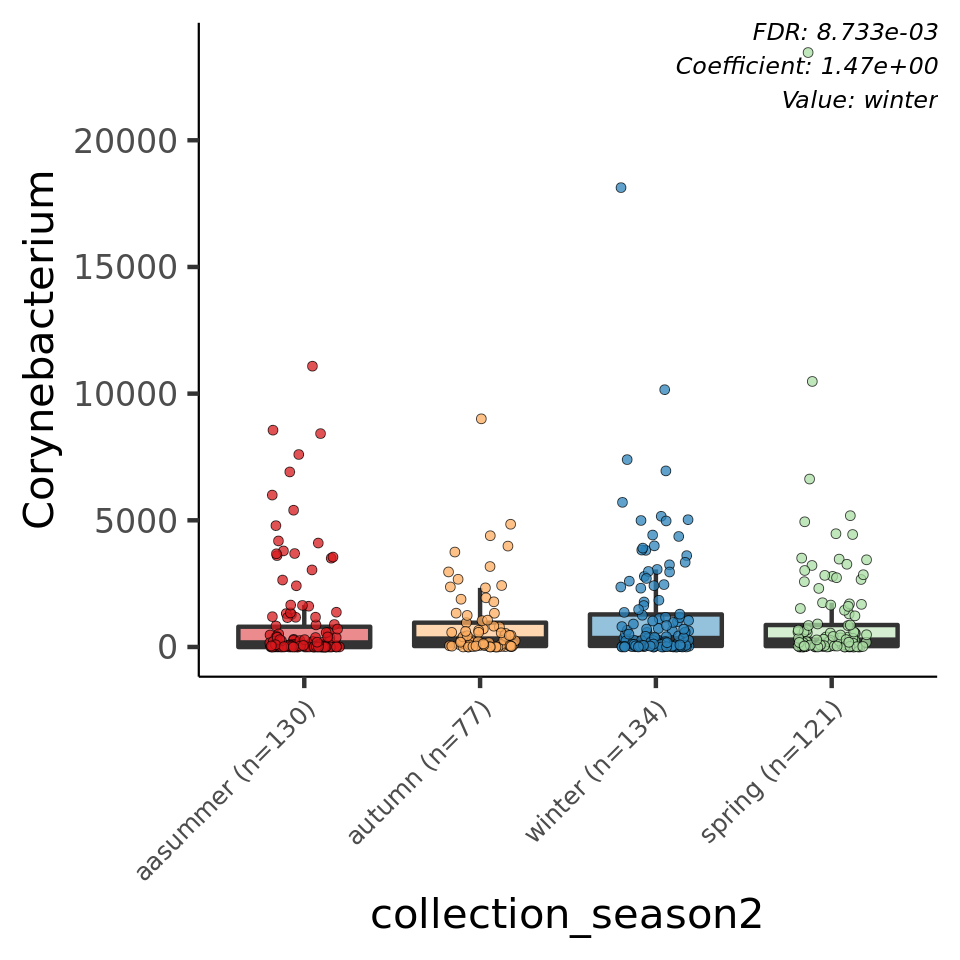 FDR: 8.733e-03
Coefficient: 1.47e+00
Value: winter
20000
15000
10000
5000
0
Corynebacterium
aasummer (n=130)
autumn (n=77)
winter (n=134)
spring (n=121)
collection_season2